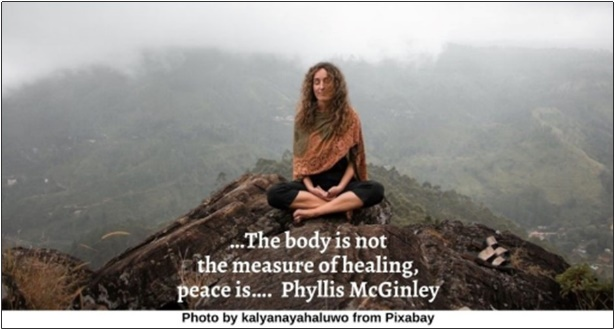 ...The body is not
the measure of healing,
peace is.... Phyllis McGinley
Photo by kalyanayahaluwo from Pixabay